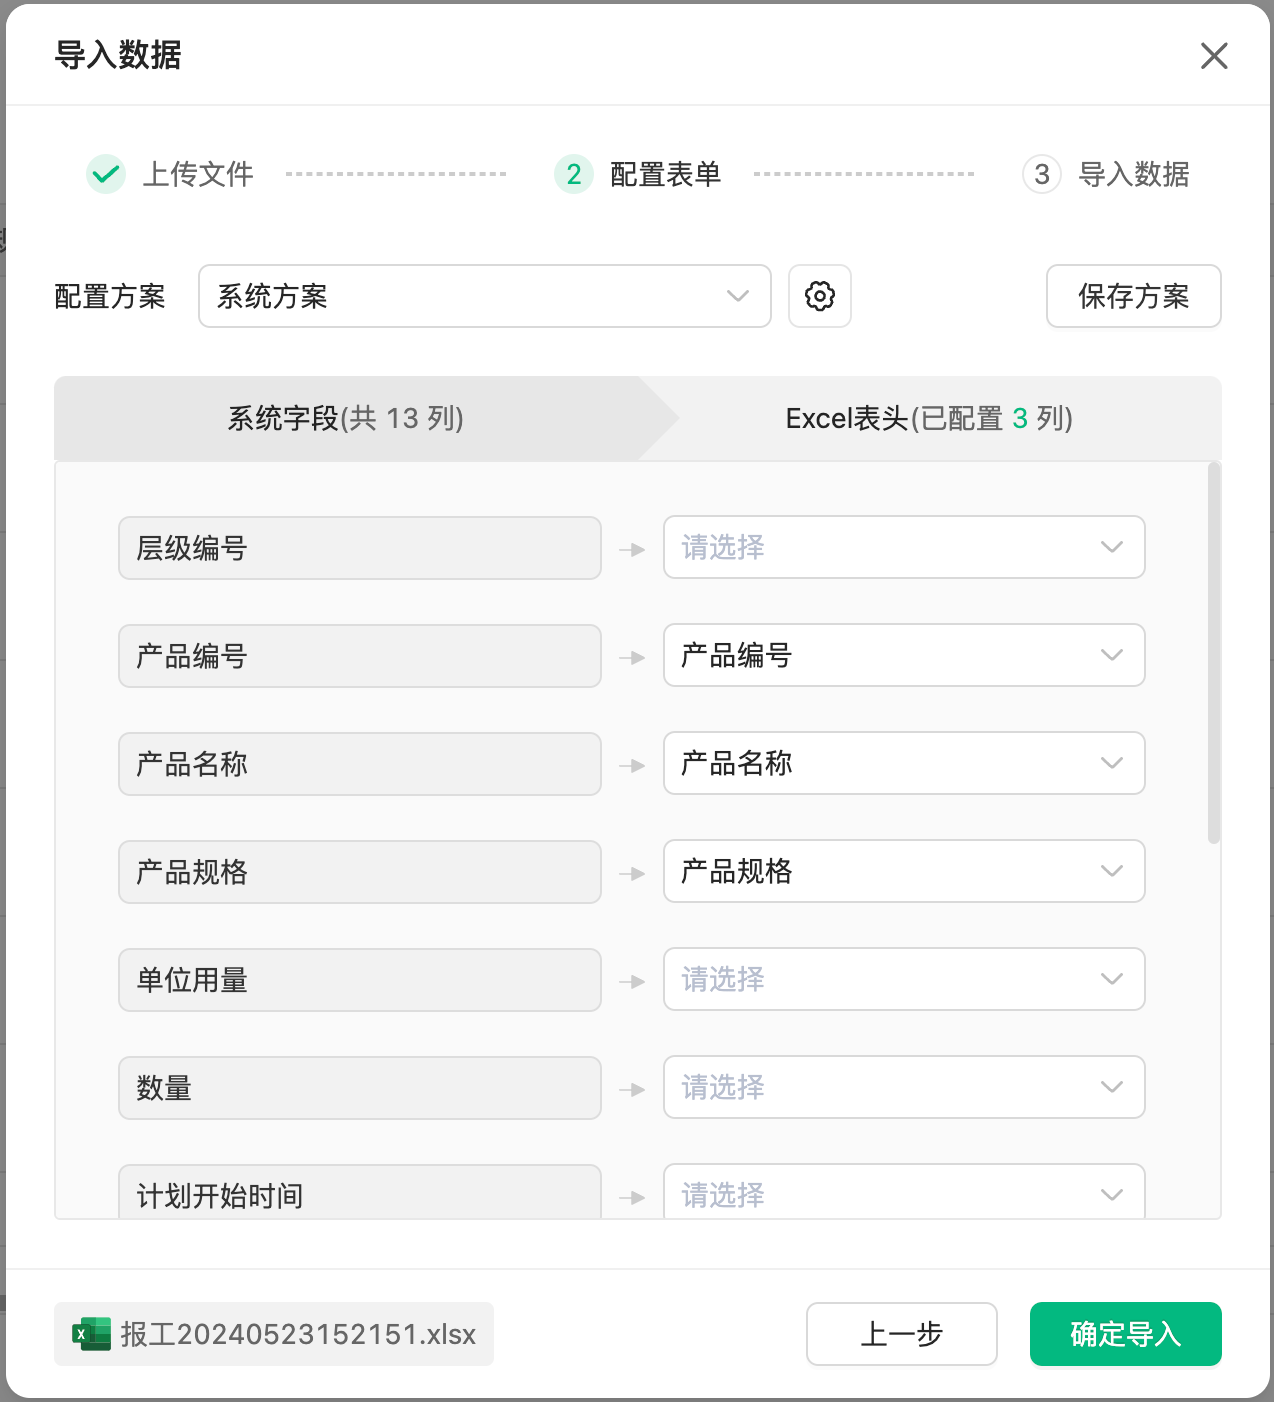 导入数据
上传文件
2 配置表单
3 导入数据
配置方案 系统方案 保存方案
系统字段(共 13 列) Excel表头(已配置 3 列)
层级编号 请选择
产品编号 产品编号
产品名称 产品名称
产品规格 产品规格
单位用量 请选择
数量 请选择
计划开始时间 请选择
报工20240523152151.xlsx 上一步 确定导入